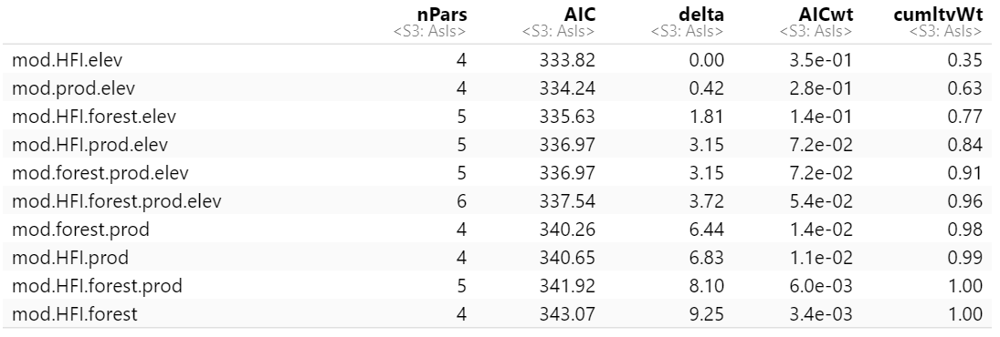 nPars AIC delta AICwt cumltvWt
<S3: AsIs> <S3: AsIs> <S3: AsIs> <S3: AsIs> <S3: AsIs>
mod.HFI.elev 4 333.82 0.00 3.5e-01 0.35
mod.prod.elev 4 334.24 0.42 2.8e-01 0.63
mod.HFI.forest.elev 5 335.63 1.81 1.4e-01 0.77
mod.HFI.prod.elev 5 336.97 3.15 7.2e-02 0.84
mod.forest.prod.elev 5 336.97 3.15 7.2e-02 0.91
mod.HFI.forest.prod.elev 6 337.54 3.72 5.4e-02 0.96
mod.forest.prod 4 340.26 6.44 1.4e-02 0.98
mod.HFI.prod 4 340.65 6.83 1.1e-02 0.99
mod.HFI.forest.prod 5 341.92 8.10 6.0e-03 1.00
mod.HFI.forest 4 343.07 9.25 3.4e-03 1.00